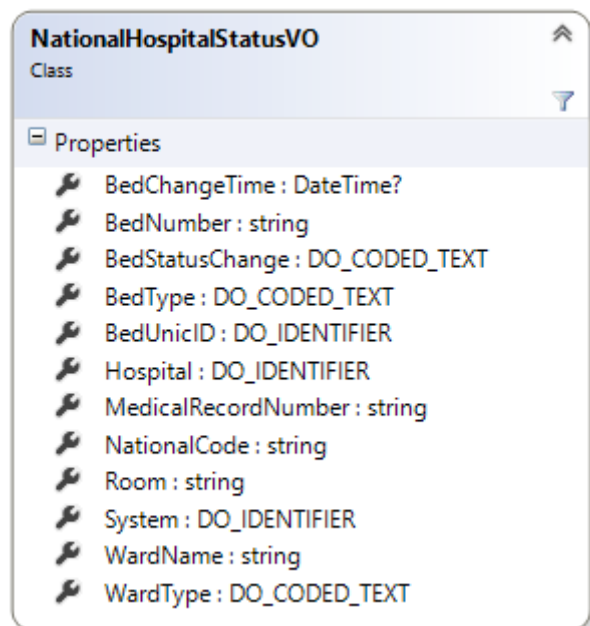 NationalHospitalStatusVO
Class
Properties
BedChangeTime : DateTime?
BedNumber : string
BedStatusChange : DO_CODED_TEXT
BedType : DO_CODED_TEXT
BedUnicID : DO_IDENTIFIER
Hospital : DO_IDENTIFIER
MedicalRecordNumber : string
NationalCode : string
Room : string
System : DO_IDENTIFIER
WardName : string
WardType : DO_CODED_TEXT